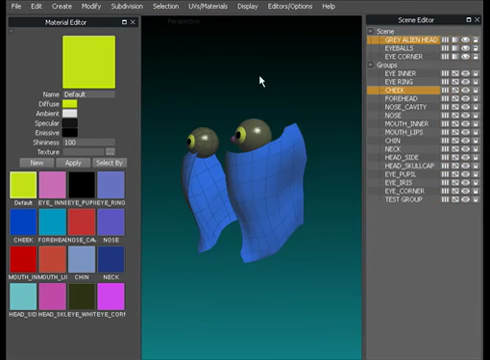 File Edit Create Modify Subdivision Selection UVs/Materials Display Editors/Options Help
Material Editor
Perspective
Scene Editor
Name Default
Diffuse
Ambient
Specular
Emissive
Shininess 100
Texture
New Apply Select By
Default EYE_INNE EYE_PUPI EYE_RING
CHEEK FOREHEA NOSE_CA NOSE
MOUTH_IN MOUTH_LI CHIN NECK
HEAD_SID HEAD_SKU EYE_WHIT EYE_CORN
Scene
GREY ALIEN HEAD
EYEBALLS
EYE CORNER
Groups
EYE INNER
EYE RING
CHEEK
FOREHEAD
NOSE_CAVITY
NOSE
MOUTH_INNER
MOUTH_LIPS
CHIN
NECK
HEAD_SIDE
HEAD_SKULLCAP
EYE_PUPIL
EYE_IRIS
EYE_CORNER
TEST GROUP